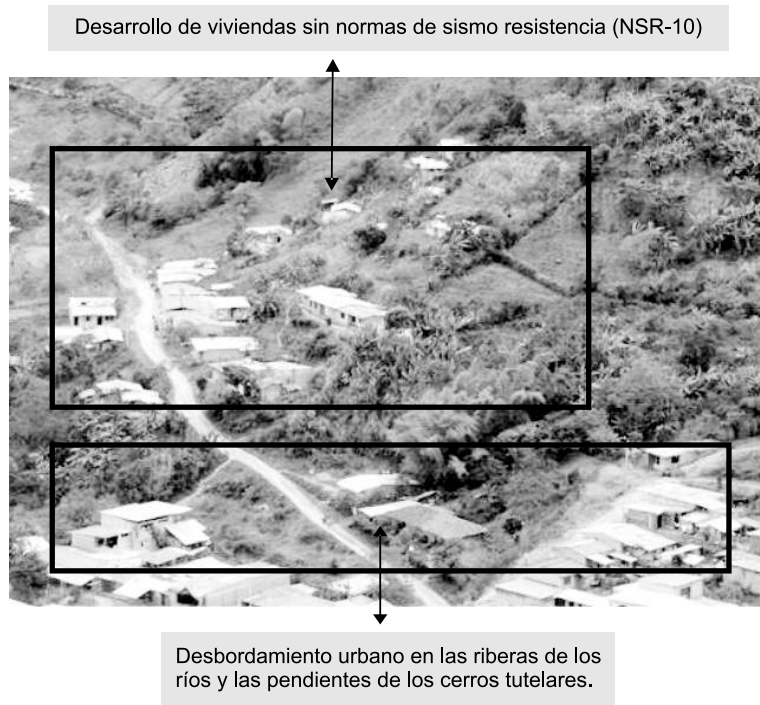 Desarrollo de viviendas sin normas de sismo resistencia (NSR-10)
Desbordamiento urbano en las riberas de los
ríos y las pendientes de los cerros tutelares.